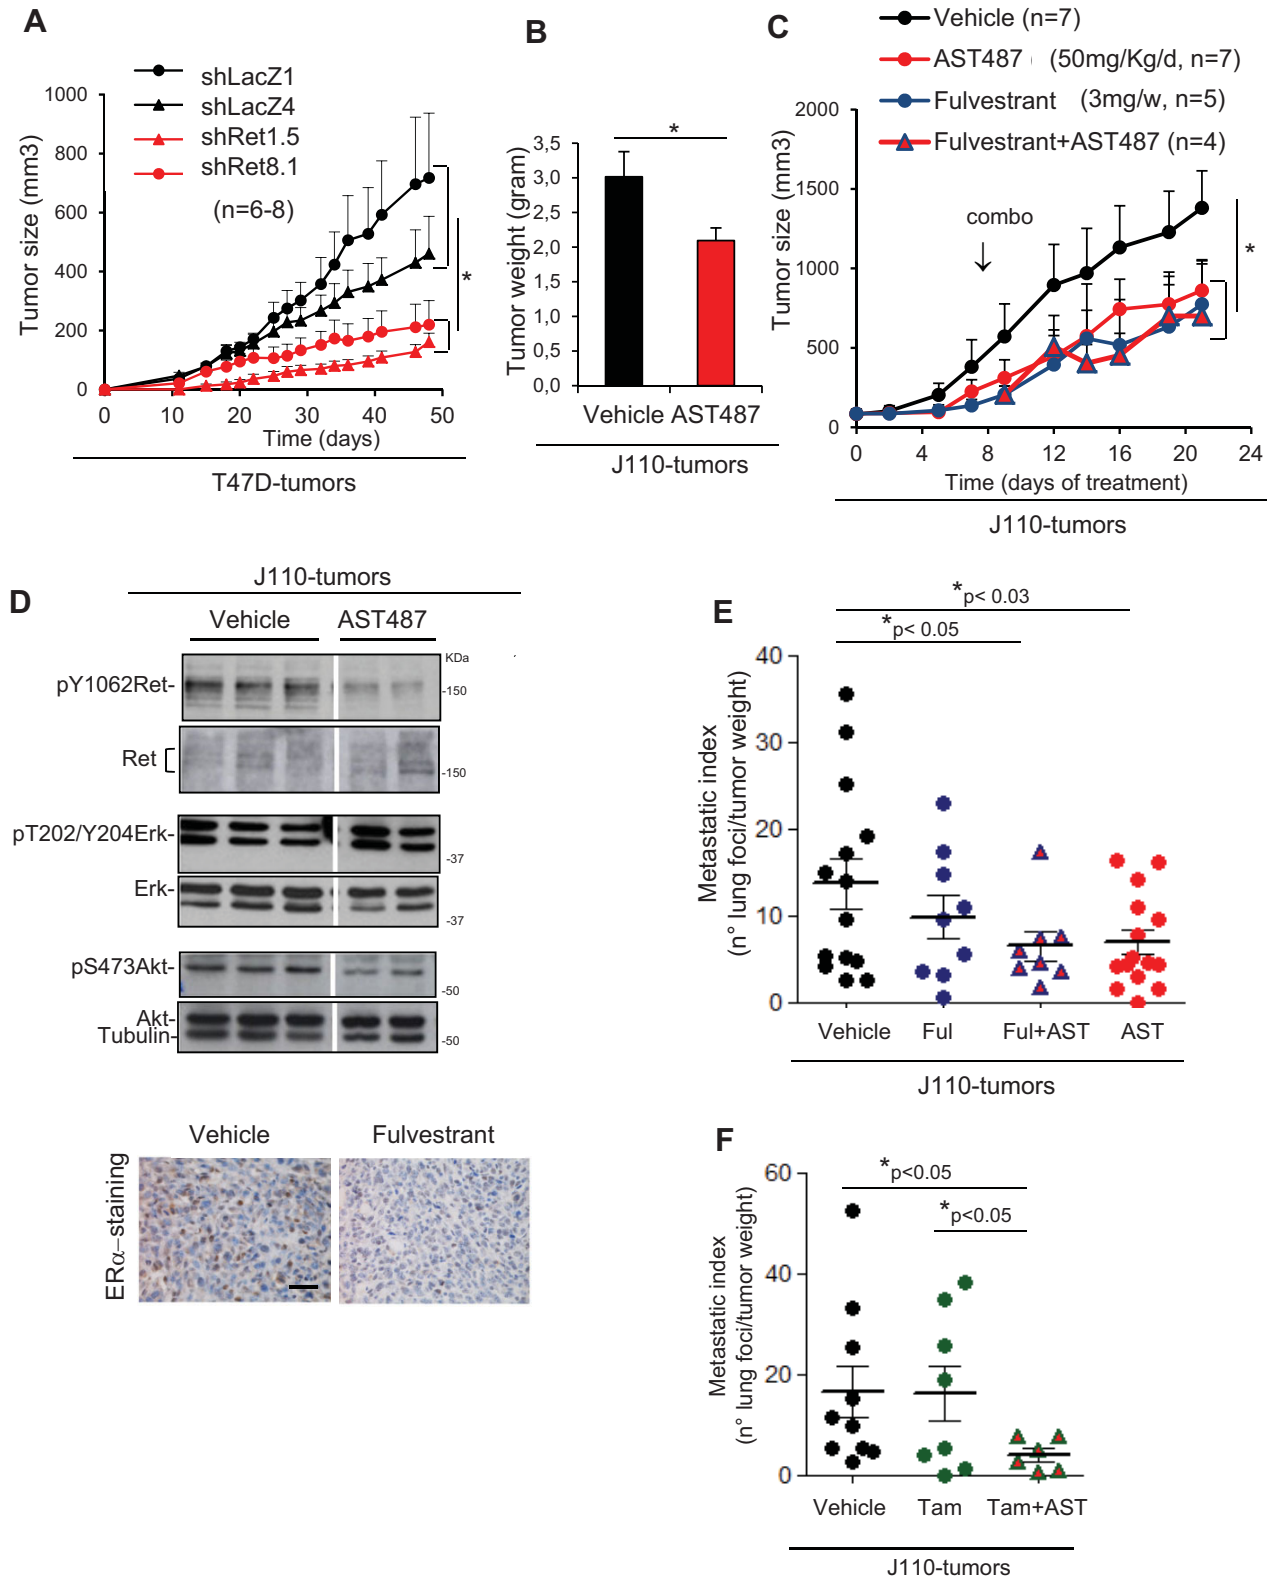 A
shLacZ1
shLacZ4
shRet1.5
shRet8.1
(n=6-8)
Tumor size (mm3)
1000
800
600
400
200
0
*
0 10 20 30 40 50
Time (days)
T47D-tumors
B
*
Tumor weight (gram)
3,5
3,0
2,5
2,0
1,5
1,0
0,5
0,0
Vehicle AST487
J110-tumors
C
Vehicle (n=7)
AST487 (50mg/Kg/d, n=7)
Fulvestrant (3mg/w, n=5)
Fulvestrant+AST487 (n=4)
Tumor size (mm3)
2000
1500
1000
500
0
combo
*
0 4 8 12 16 20 24
Time (days of treatment)
J110-tumors
D
J110-tumors
Vehicle AST487
KDa
pY1062Ret-
-150
Ret
-150
pT202/Y204Erk-
-37
Erk-
-37
pS473Akt-
-50
Akt-
Tubulin-
-50
Vehicle Fulvestrant
ERα-staining
E
*p< 0.03
*p< 0.05
Metastatic index
(n° lung foci/tumor weight)
40
30
20
10
0
Vehicle Ful Ful+AST AST
J110-tumors
F
*p<0.05
*p<0.05
Metastatic index
(n° lung foci/tumor weight)
60
40
20
0
Vehicle Tam Tam+AST
J110-tumors